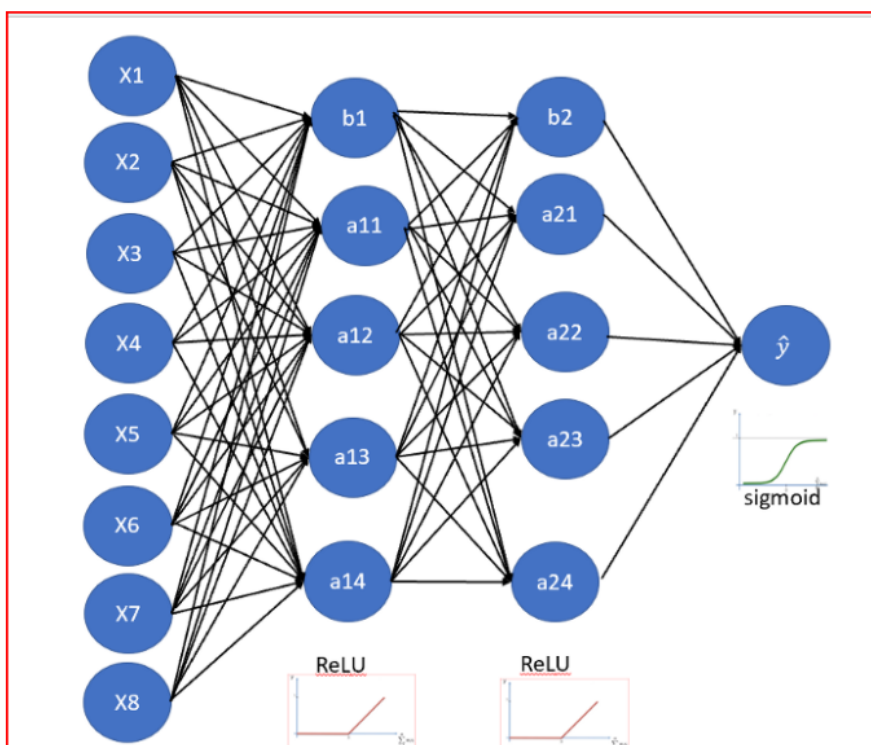 X1
X2
X3
X4
X5
X6
X7
X8
b1
a11
a12
a13
a14
ReLU
b2
a21
a22
a23
a24
ReLU
ŷ
sigmoid